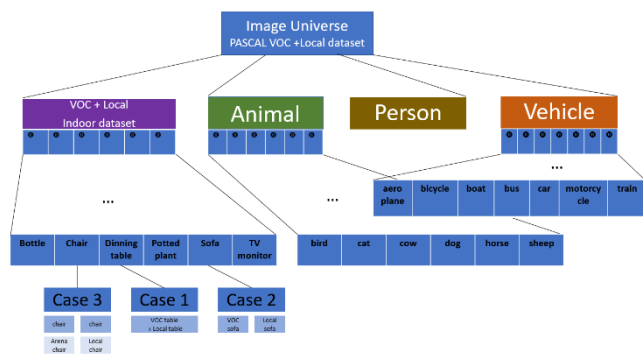 Image Universe
PASCAL VOC +Local dataset
VOC + Local
Indoor dataset
Animal
Person
Vehicle
...
...
...
aero
plane
bicycle
boat
bus
car
motorcy
cle
train
Bottle
Chair
Dinning
table
Potted
plant
Sofa
TV
monitor
bird
cat
cow
dog
horse
sheep
Case 3
Case 1
Case 2
chair
chair
VOC table
+ Local table
VOC
sofa
Local
sofa
Arena
chair
Local
chair